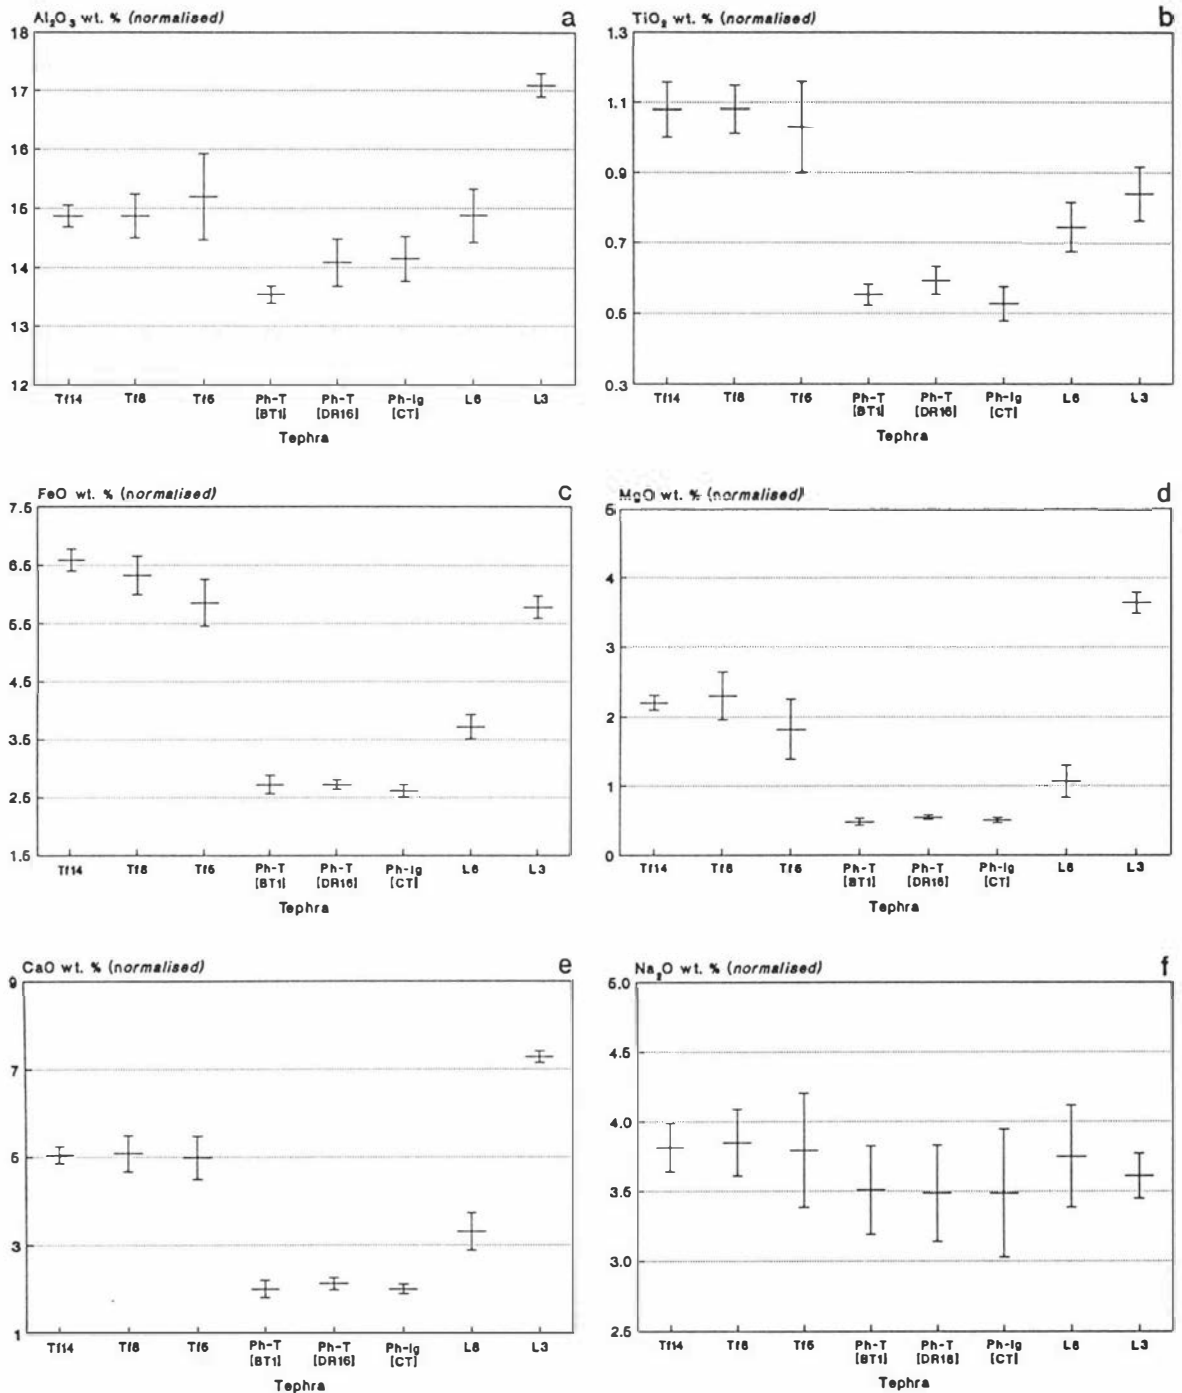 Al₂O₃ wt. % (normalised)
a
18
17
16
15
14
13
12
Tf14 Tf8 Tf5 Ph-T Ph-T Ph-Ig L6 L3
[BT1] [DR16] [CT]
Tephra
TiO₂ wt. % (normalised)
b
1.3
1.1
0.9
0.7
0.5
0.3
Tf14 Tf8 Tf5 Ph-T Ph-T Ph-Ig L6 L3
[BT1] [DR16] [CT]
Tephra
FeO wt. % (normalised)
c
7.5
6.5
5.5
4.5
3.5
2.5
1.5
Tf14 Tf8 Tf5 Ph-T Ph-T Ph-Ig L6 L3
[BT1] [DR16] [CT]
Tephra
MgO wt. % (normalised)
d
5
4
3
2
1
0
Tf14 Tf8 Tf5 Ph-T Ph-T Ph-Ig L6 L3
[BT1] [DR16] [CT]
Tephra
CaO wt. % (normalised)
e
9
7
5
3
1
Tf14 Tf8 Tf5 Ph-T Ph-T Ph-Ig L6 L3
[BT1] [DR16] [CT]
Tephra
Na₂O wt. % (normalised)
f
5.0
4.5
4.0
3.5
3.0
2.5
Tf14 Tf8 Tf5 Ph-T Ph-T Ph-Ig L6 L3
[BT1] [DR16] [CT]
Tephra